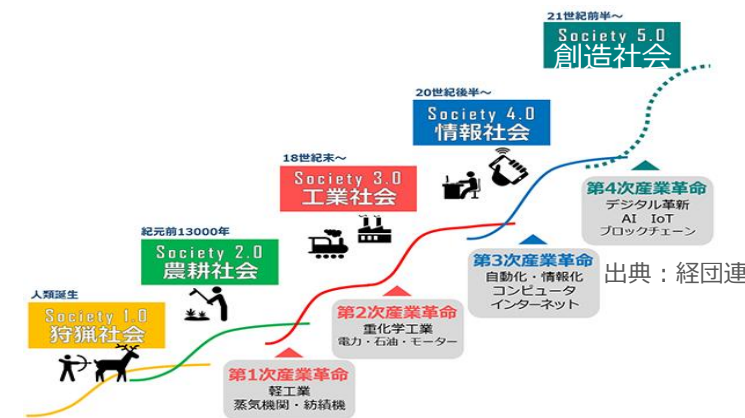 21世紀前半～
Society 5.0
創造社会
20世紀後半～
Society 4.0
情報社会
18世紀末～
Society 3.0
工業社会
紀元前13000年
Society 2.0
農耕社会
人類誕生
Society 1.0
狩猟社会
第4次産業革命
デジタル革新
AI IoT
ブロックチェーン
第3次産業革命
自動化・情報化
コンピュータ
インターネット
出典：経団連
第2次産業革命
重化学工業
電力・石油・モーター
第1次産業革命
軽工業
蒸気機関・紡績機